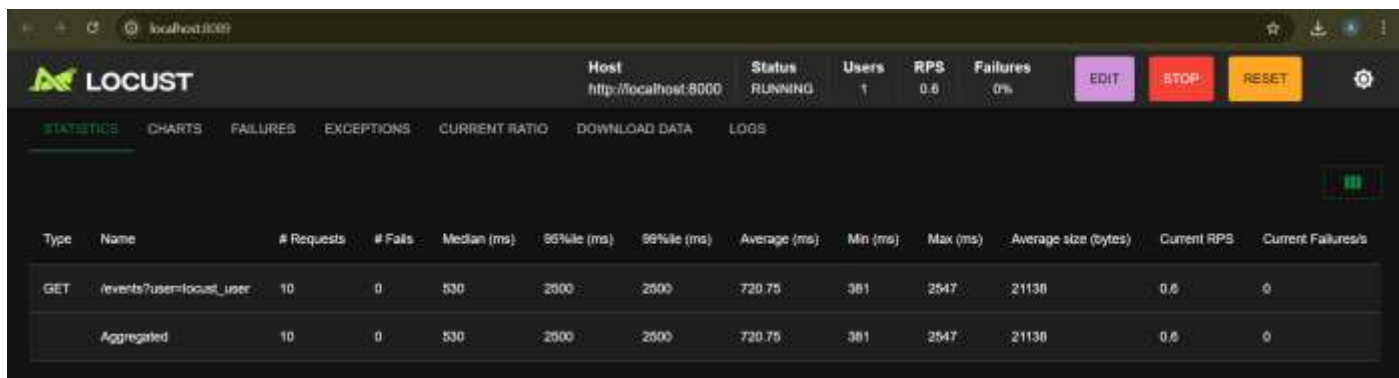 localhost:8089
LOCUST
Host
http://localhost:8000
Status
RUNNING
Users
1
RPS
0.6
Failures
0%
EDIT
STOP
RESET
STATISTICS CHARTS FAILURES EXCEPTIONS CURRENT RATIO DOWNLOAD DATA LOGS
Type Name # Requests # Fails Median (ms) 95%ile (ms) 99%ile (ms) Average (ms) Min (ms) Max (ms) Average size (bytes) Current RPS Current Failures/s
GET /events?user=locust_user 10 0 530 2500 2500 720.75 381 2547 21138 0.6 0
Aggregated 10 0 530 2500 2500 720.75 381 2547 21138 0.6 0